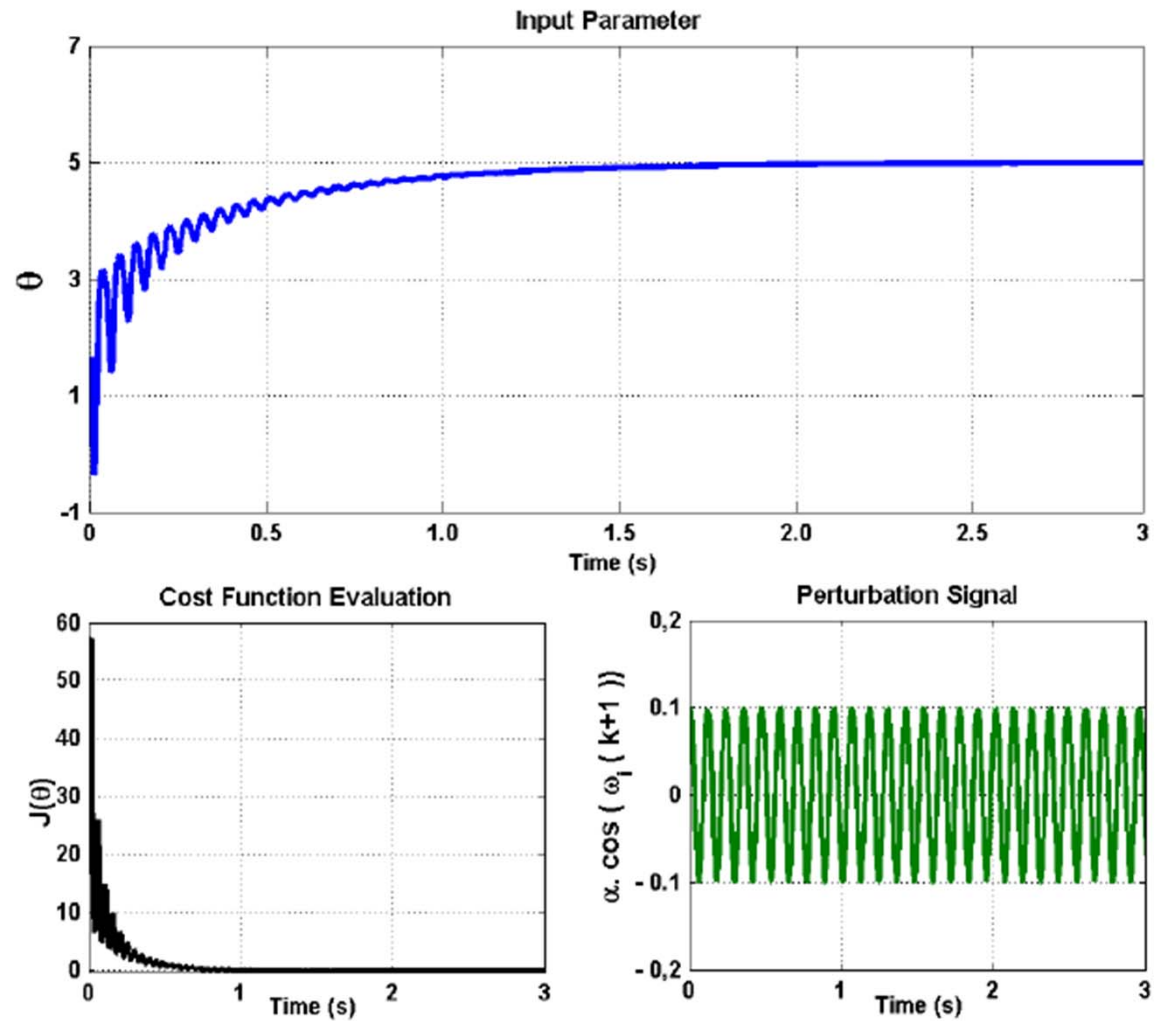 Input Parameter
7
5
3
1
-1
θ
0 0.5 1.0 1.5 2.0 2.5 3
Time (s)
Cost Function Evaluation
60
50
40
30
20
10
0
J(θ)
0 1 2 3
Time (s)
Perturbation Signal
0,2
0.1
0
- 0.1
- 0,2
α. cos ( ωi ( k+1 ))
0 1 2 3
Time (s)